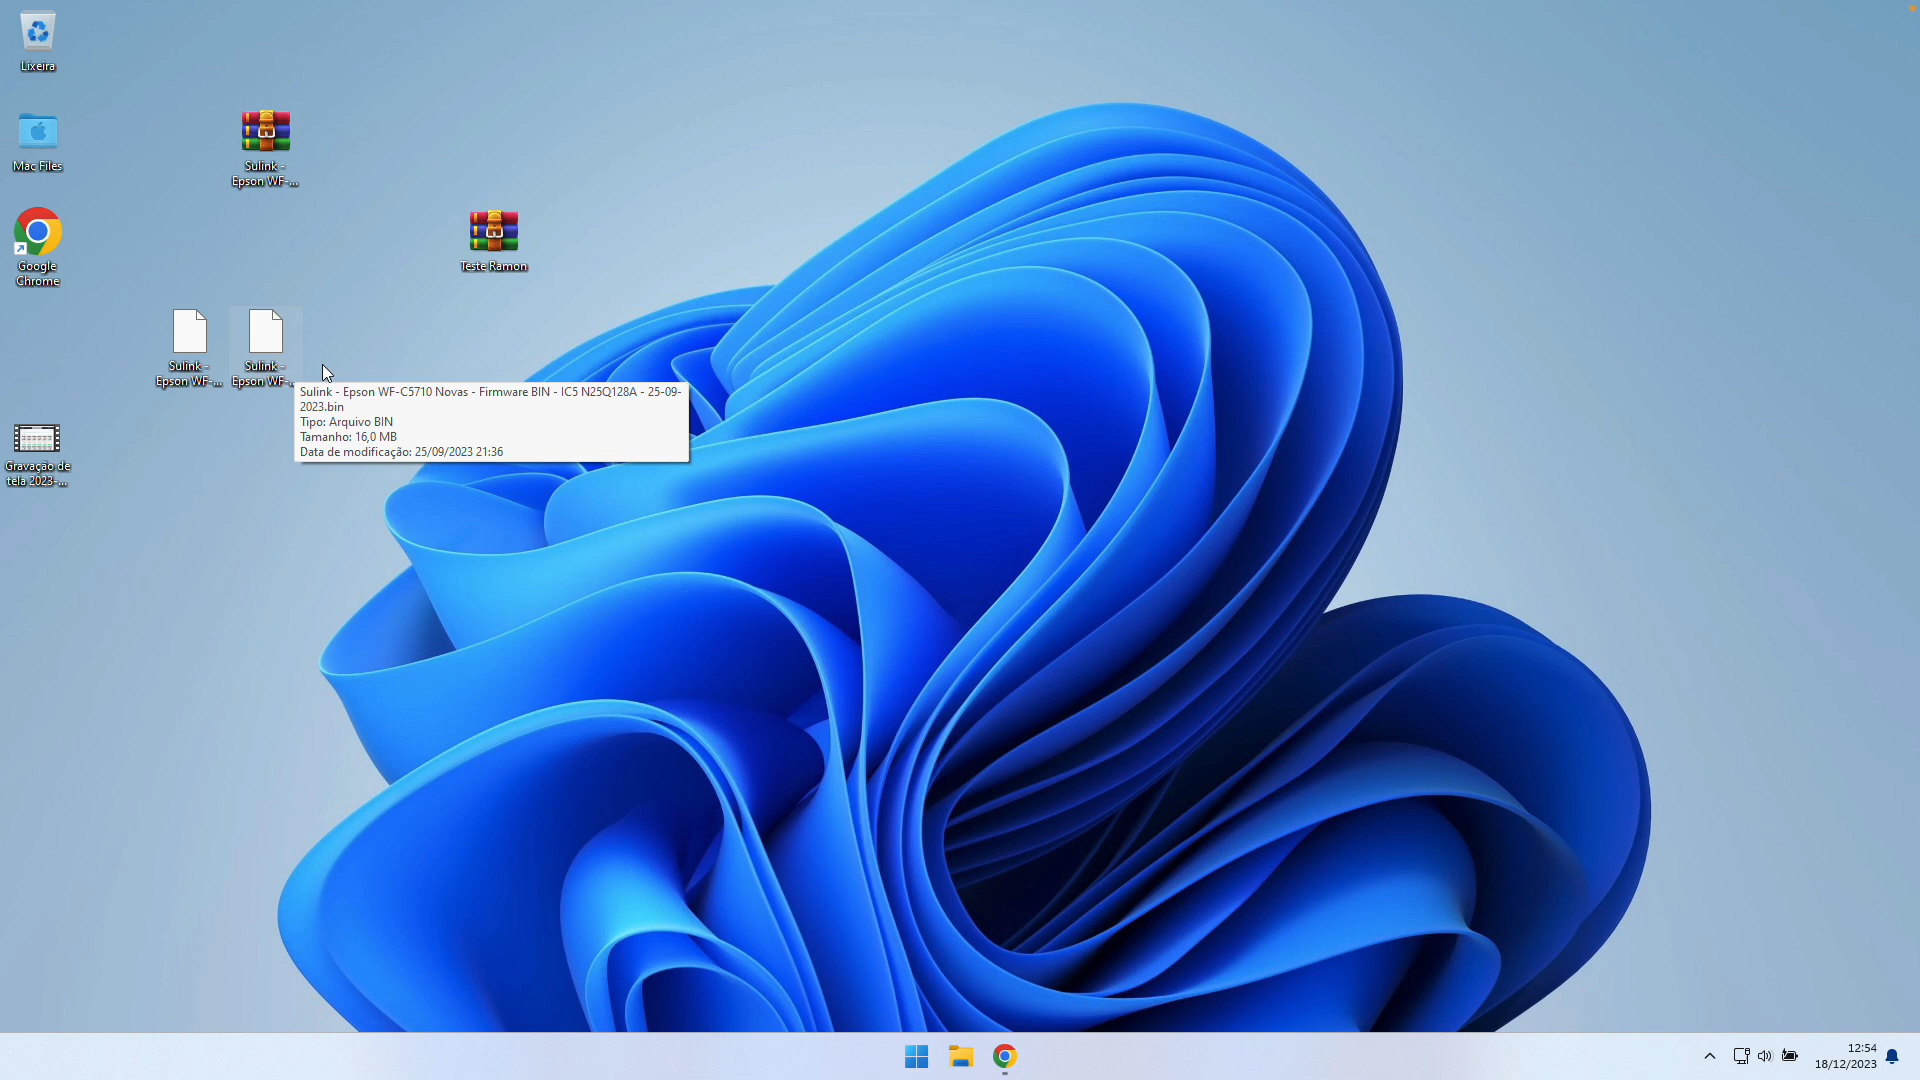 Lixeira
Mac Files
Google
Chrome
Sulink -
Epson WF-...
Teste Ramon
Sulink -
Epson WF-...
Sulink -
Epson WF-...
Sulink - Epson WF-C5710 Novas - Firmware BIN - IC5 N25Q128A - 25-09-
2023.bin
Tipo: Arquivo BIN
Tamanho: 16,0 MB
Data de modificação: 25/09/2023 21:36
Gravação de
tela 2023-...
12:54
18/12/2023